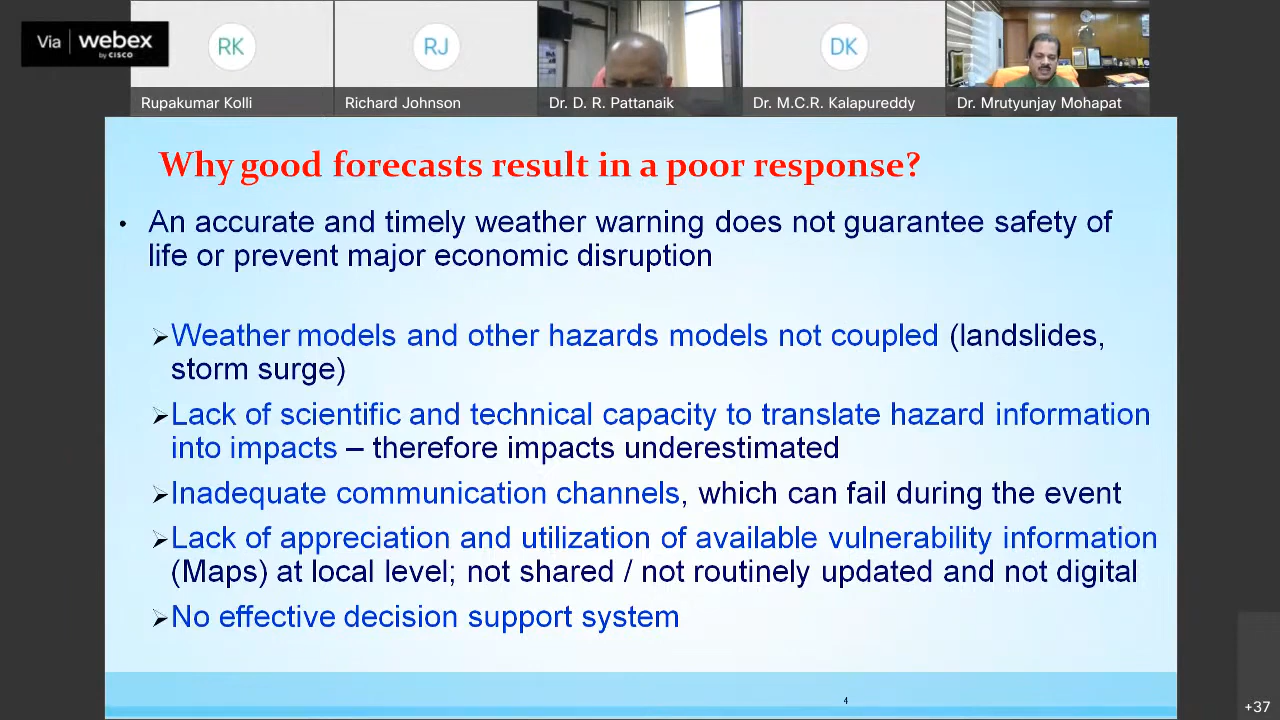 Via webex
by CISCO
RK
RJ
DK
Rupakumar Kolli
Richard Johnson
Dr. D. R. Pattanaik
Dr. M.C.R. Kalapureddy
Dr. Mrutyunjay Mohapat
Why good forecasts result in a poor response?
• An accurate and timely weather warning does not guarantee safety of
life or prevent major economic disruption
➢Weather models and other hazards models not coupled (landslides,
storm surge)
➢Lack of scientific and technical capacity to translate hazard information
into impacts – therefore impacts underestimated
➢Inadequate communication channels, which can fail during the event
➢Lack of appreciation and utilization of available vulnerability information
(Maps) at local level; not shared / not routinely updated and not digital
➢No effective decision support system
4
+37